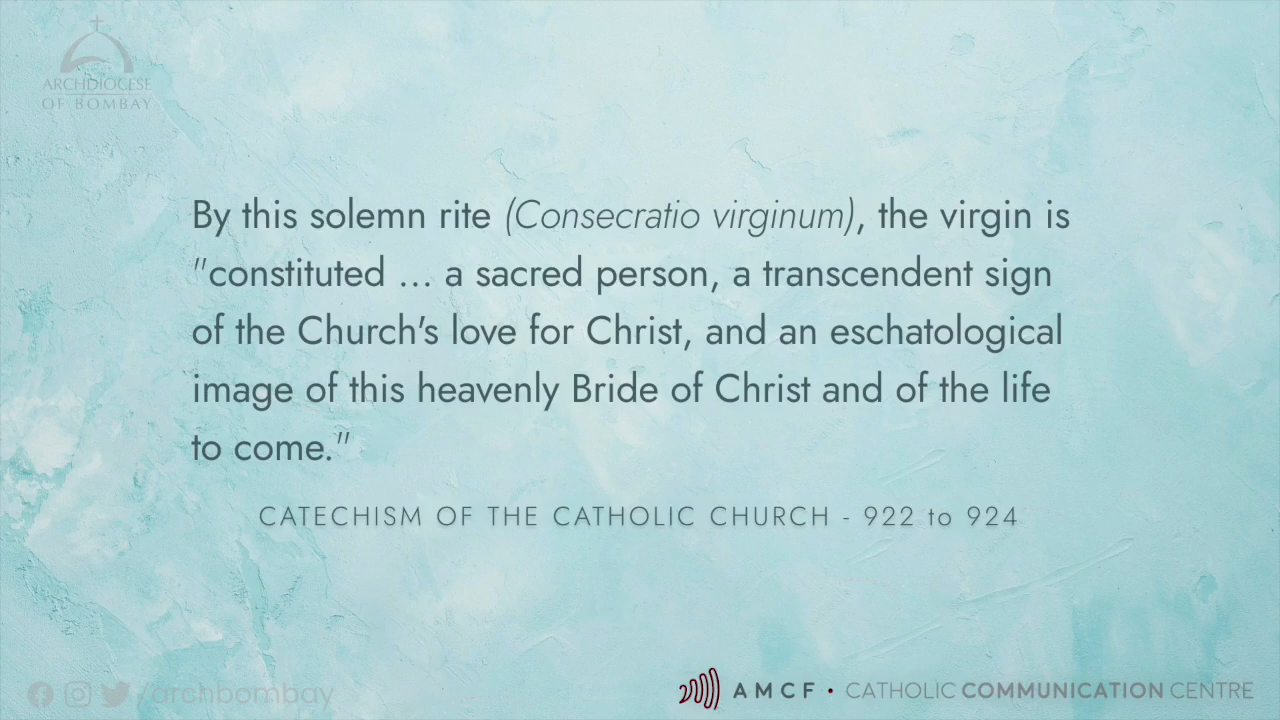 ARCHDIOCESE
OF BOMBAY
By this solemn rite (Consecratio virginum), the virgin is
"constituted ... a sacred person, a transcendent sign
of the Church's love for Christ, and an eschatological
image of this heavenly Bride of Christ and of the life
to come."
CATECHISM OF THE CATHOLIC CHURCH - 922 to 924
/archbombay
AMCF • CATHOLIC COMMUNICATION CENTRE